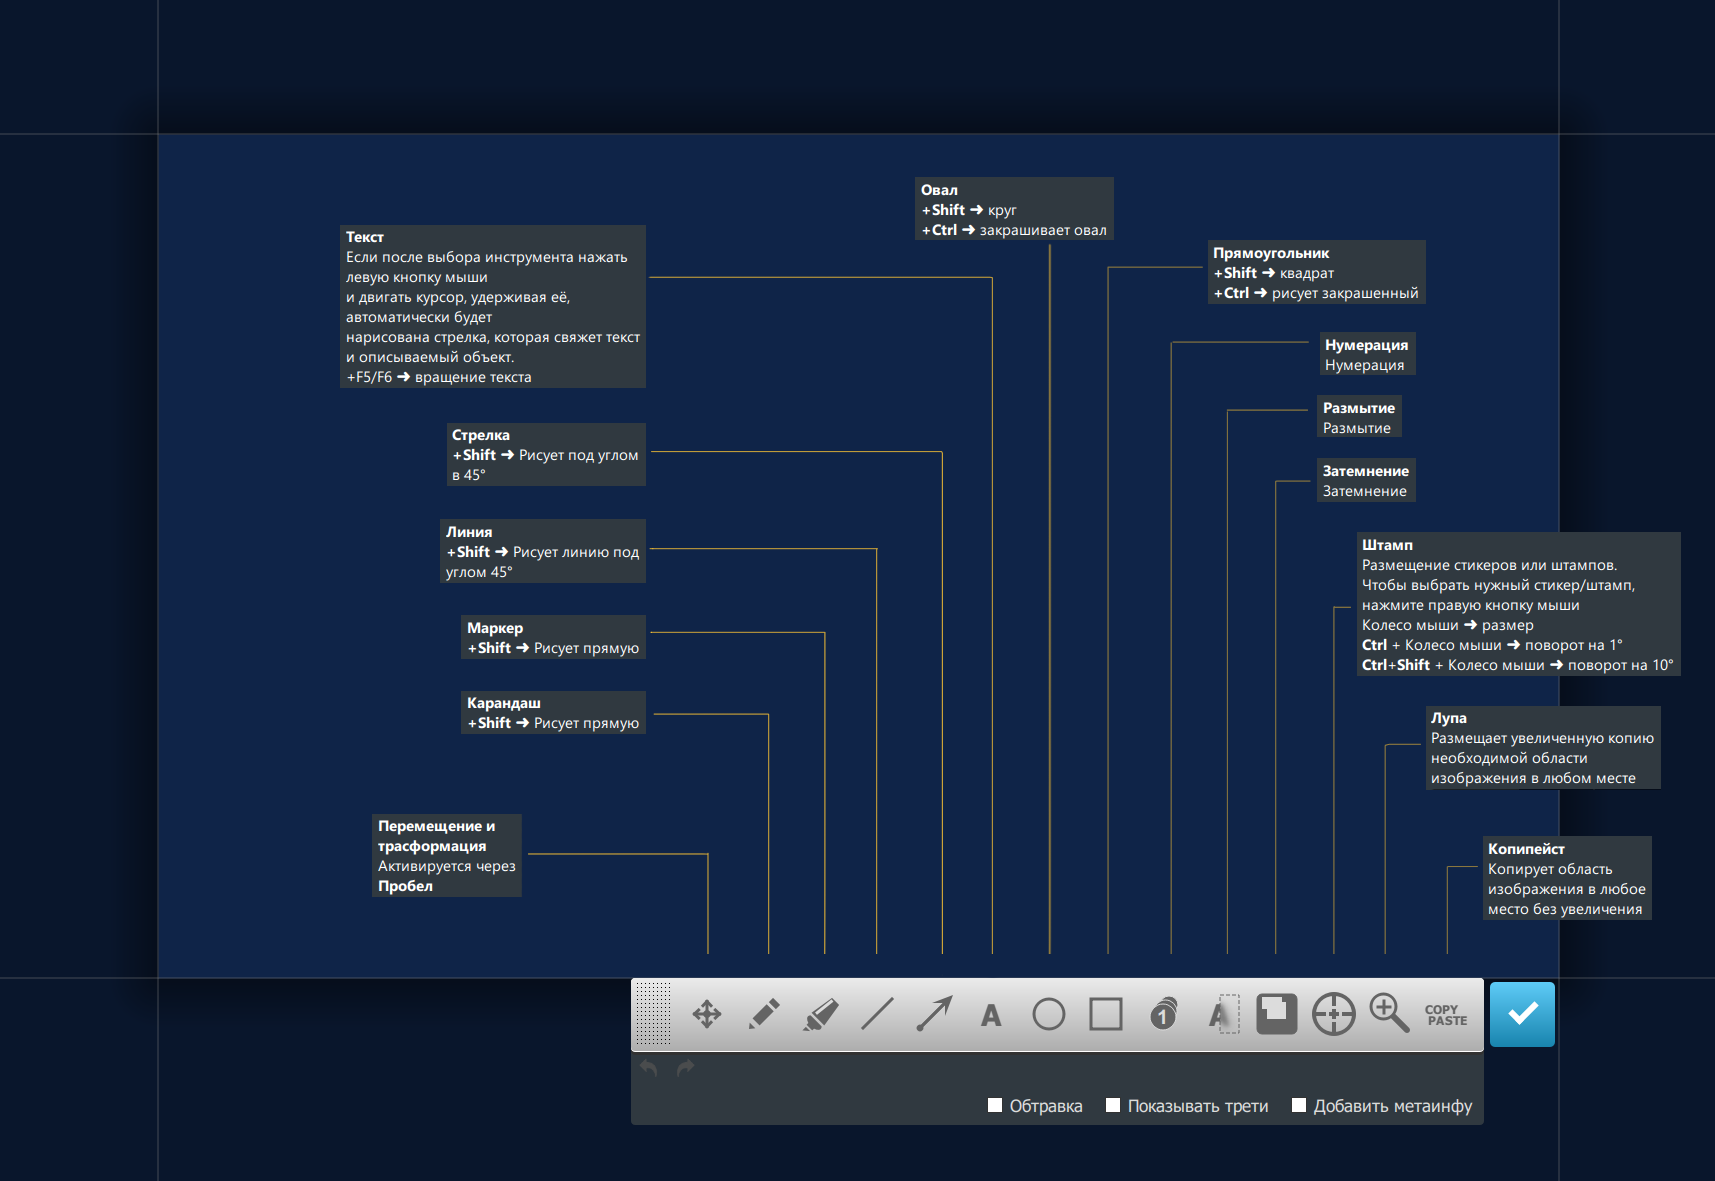 Овал
+Shift ➜ круг
+Ctrl ➜ закрашивает овал
Текст
Если после выбора инструмента нажать
левую кнопку мыши
и двигать курсор, удерживая её,
автоматически будет
нарисована стрелка, которая свяжет текст
и описываемый объект.
+F5/F6 ➜ вращение текста
Прямоугольник
+Shift ➜ квадрат
+Ctrl ➜ рисует закрашенный
Нумерация
Нумерация
Размытие
Размытие
Стрелка
+Shift ➜ Рисует под углом
в 45°
Затемнение
Затемнение
Линия
+Shift ➜ Рисует линию под
углом 45°
Штамп
Размещение стикеров или штампов.
Чтобы выбрать нужный стикер/штамп,
нажмите правую кнопку мыши
Колесо мыши ➜ размер
Ctrl + Колесо мыши ➜ поворот на 1°
Ctrl+Shift + Колесо мыши ➜ поворот на 10°
Маркер
+Shift ➜ Рисует прямую
Карандаш
+Shift ➜ Рисует прямую
Лупа
Размещает увеличенную копию
необходимой области
изображения в любом месте
Перемещение и
трасформация
Активируется через
Пробел
Копипейст
Копирует область
изображения в любое
место без увеличения
A
1
A
COPY
PASTE
Обтравка
Показывать трети
Добавить метаинфу